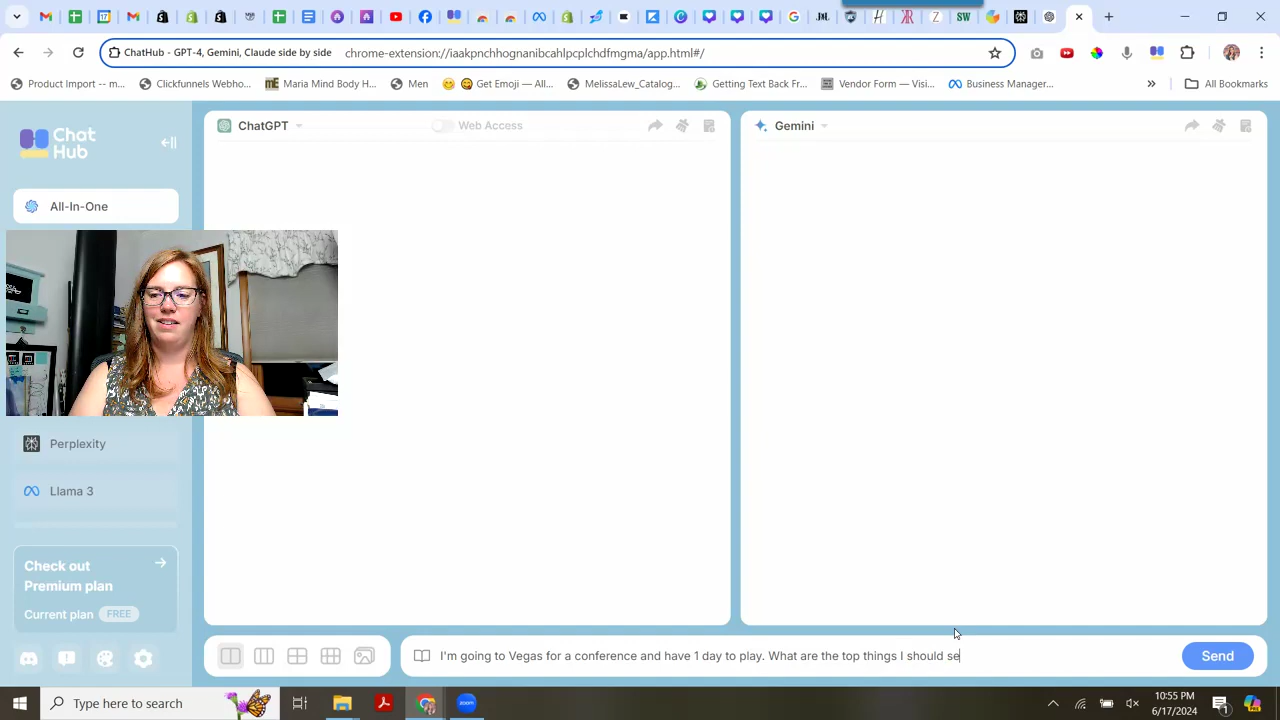 ChatHub - GPT-4, Gemini, Claude side by side chrome-extension://iaakpnchhognanibcahlpcplchdfmgma/app.html#/
Product Import -- m... Clickfunnels Webho... Maria Mind Body H... Men Get Emoji — All... MelissaLew_Catalog... Getting Text Back Fr... Vendor Form — Visi... Business Manager... » All Bookmarks
Chat
Hub
ChatGPT Web Access Gemini
All-In-One
Perplexity
Llama 3
Check out
Premium plan
Current plan FREE
I'm going to Vegas for a conference and have 1 day to play. What are the top things I should se Send
Type here to search
zoom
10:55 PM
6/17/2024